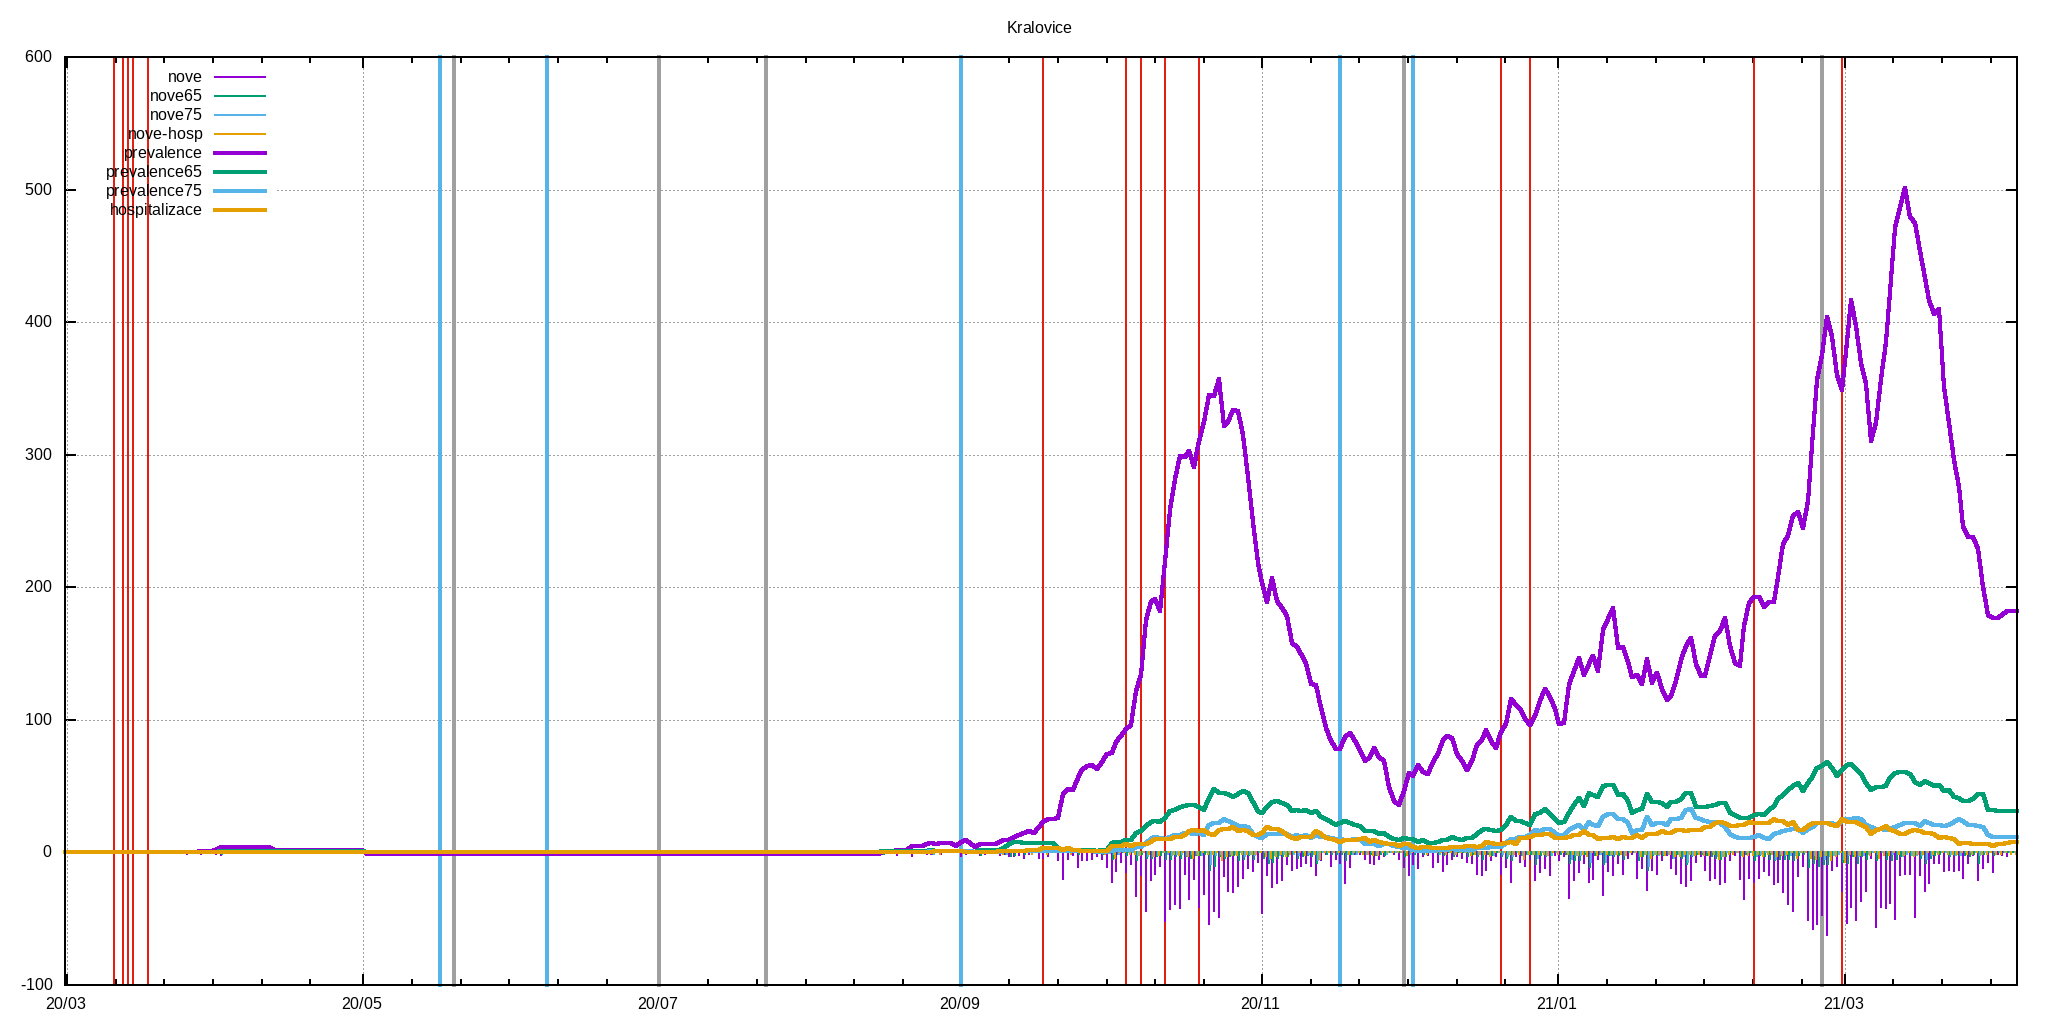 Kralovice
600
500
400
300
200
100
0
-100
nove
nove65
nove75
nove-hosp
prevalence
prevalence65
prevalence75
hospitalizace
20/03
20/05
20/07
20/09
20/11
21/01
21/03